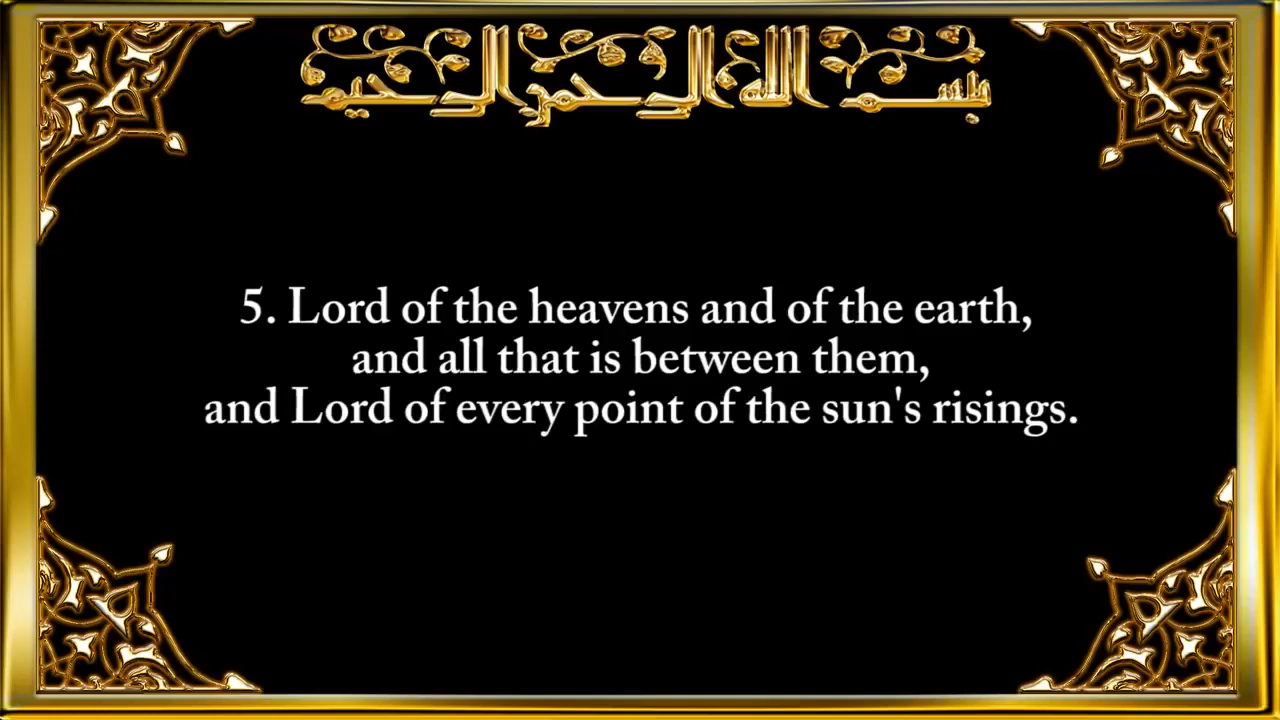 بسم الله الرحمن الرحيم
5. Lord of the heavens and of the earth,
and all that is between them,
and Lord of every point of the sun's risings.